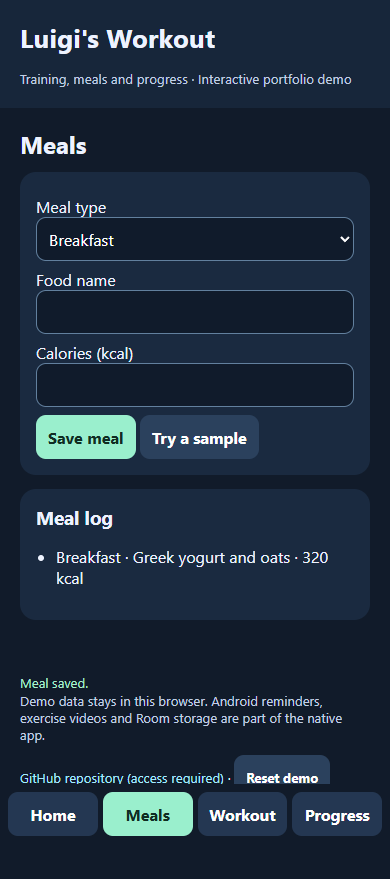 Luigi's Workout
Training, meals and progress · Interactive portfolio demo
Meals
Meal type
Breakfast
Food name
Calories (kcal)
Save meal Try a sample
Meal log
• Breakfast · Greek yogurt and oats · 320
kcal
Meal saved.
Demo data stays in this browser. Android reminders,
exercise videos and Room storage are part of the native
app.
GitHub repository (access required) · Reset demo
Home Meals Workout Progress